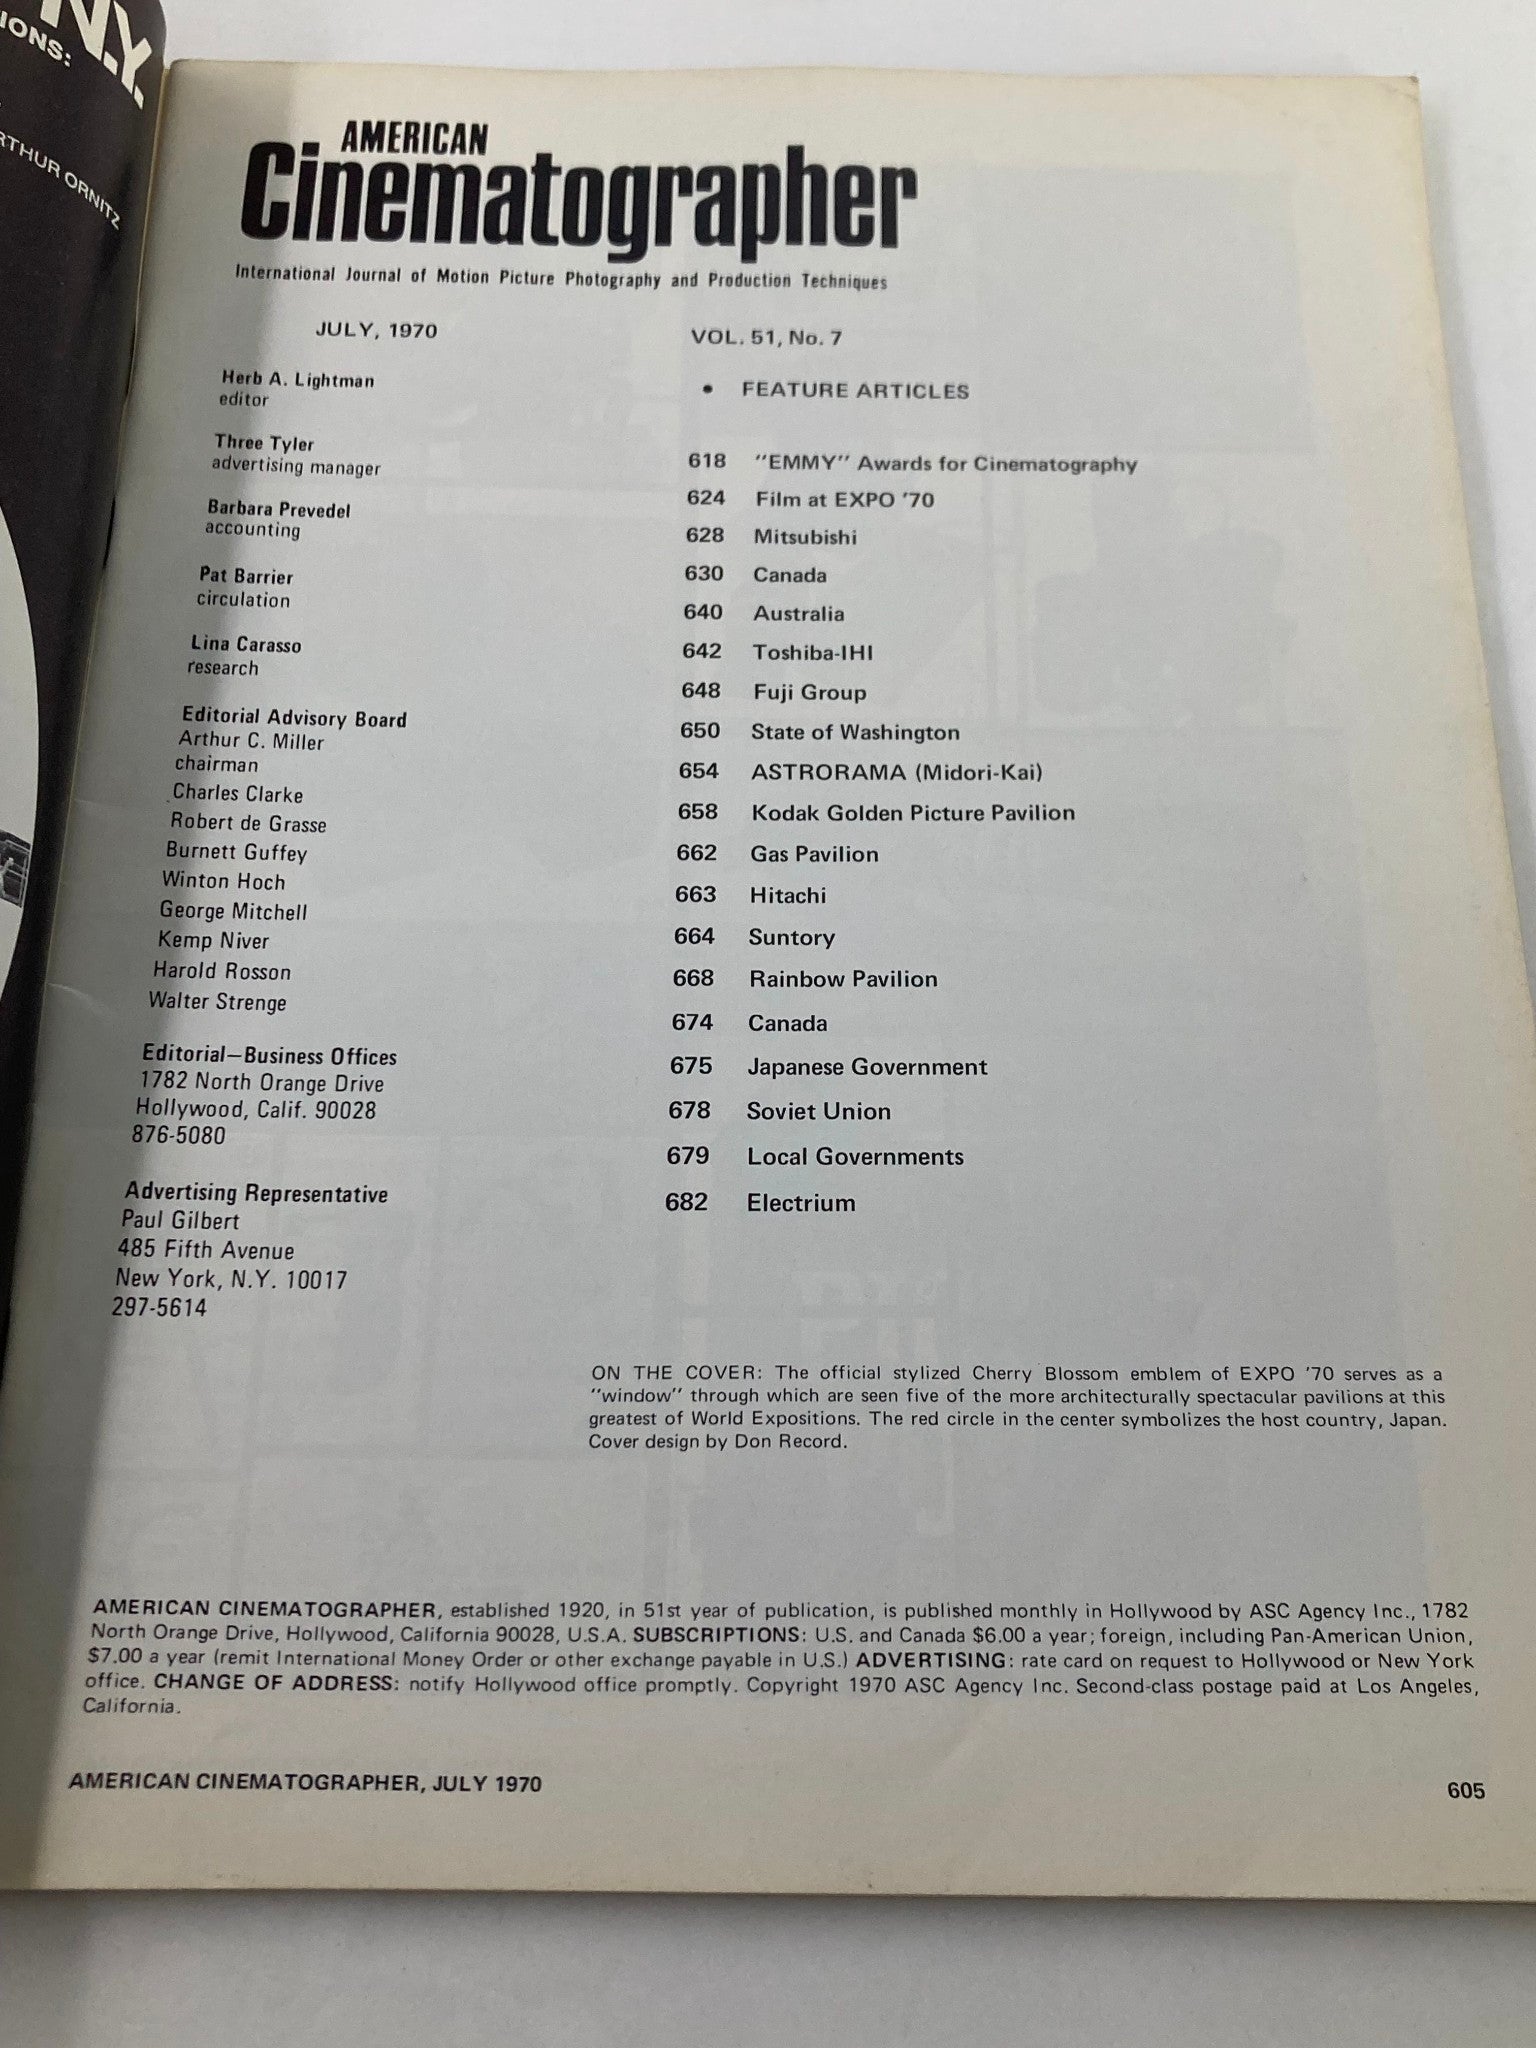 N.Y.
IONS:
RTHUR ORNITZ
AMERICAN
Cinematographer
International Journal of Motion Picture Photography and Production Techniques
JULY, 1970
Herb A. Lightman
editor
Three Tyler
advertising manager
Barbara Prevedel
accounting
Pat Barrier
circulation
Lina Carasso
research
Editorial Advisory Board
Arthur C. Miller
chairman
Charles Clarke
Robert de Grasse
Burnett Guffey
Winton Hoch
George Mitchell
Kemp Niver
Harold Rosson
Walter Strenge
Editorial—Business Offices
1782 North Orange Drive
Hollywood, Calif. 90028
876-5080
Advertising Representative
Paul Gilbert
485 Fifth Avenue
New York, N.Y. 10017
297-5614
VOL. 51, No. 7
• FEATURE ARTICLES
618 "EMMY" Awards for Cinematography
624 Film at EXPO '70
628 Mitsubishi
630 Canada
640 Australia
642 Toshiba-IHI
648 Fuji Group
650 State of Washington
654 ASTRORAMA (Midori-Kai)
658 Kodak Golden Picture Pavilion
662 Gas Pavilion
663 Hitachi
664 Suntory
668 Rainbow Pavilion
674 Canada
675 Japanese Government
678 Soviet Union
679 Local Governments
682 Electrium
ON THE COVER: The official stylized Cherry Blossom emblem of EXPO '70 serves as a
"window" through which are seen five of the more architecturally spectacular pavilions at this
greatest of World Expositions. The red circle in the center symbolizes the host country, Japan.
Cover design by Don Record.
AMERICAN CINEMATOGRAPHER, established 1920, in 51st year of publication, is published monthly in Hollywood by ASC Agency Inc., 1782
North Orange Drive, Hollywood, California 90028, U.S.A. SUBSCRIPTIONS: U.S. and Canada $6.00 a year; foreign, including Pan-American Union,
$7.00 a year (remit International Money Order or other exchange payable in U.S.) ADVERTISING: rate card on request to Hollywood or New York
office. CHANGE OF ADDRESS: notify Hollywood office promptly. Copyright 1970 ASC Agency Inc. Second-class postage paid at Los Angeles,
California.
AMERICAN CINEMATOGRAPHER, JULY 1970
605